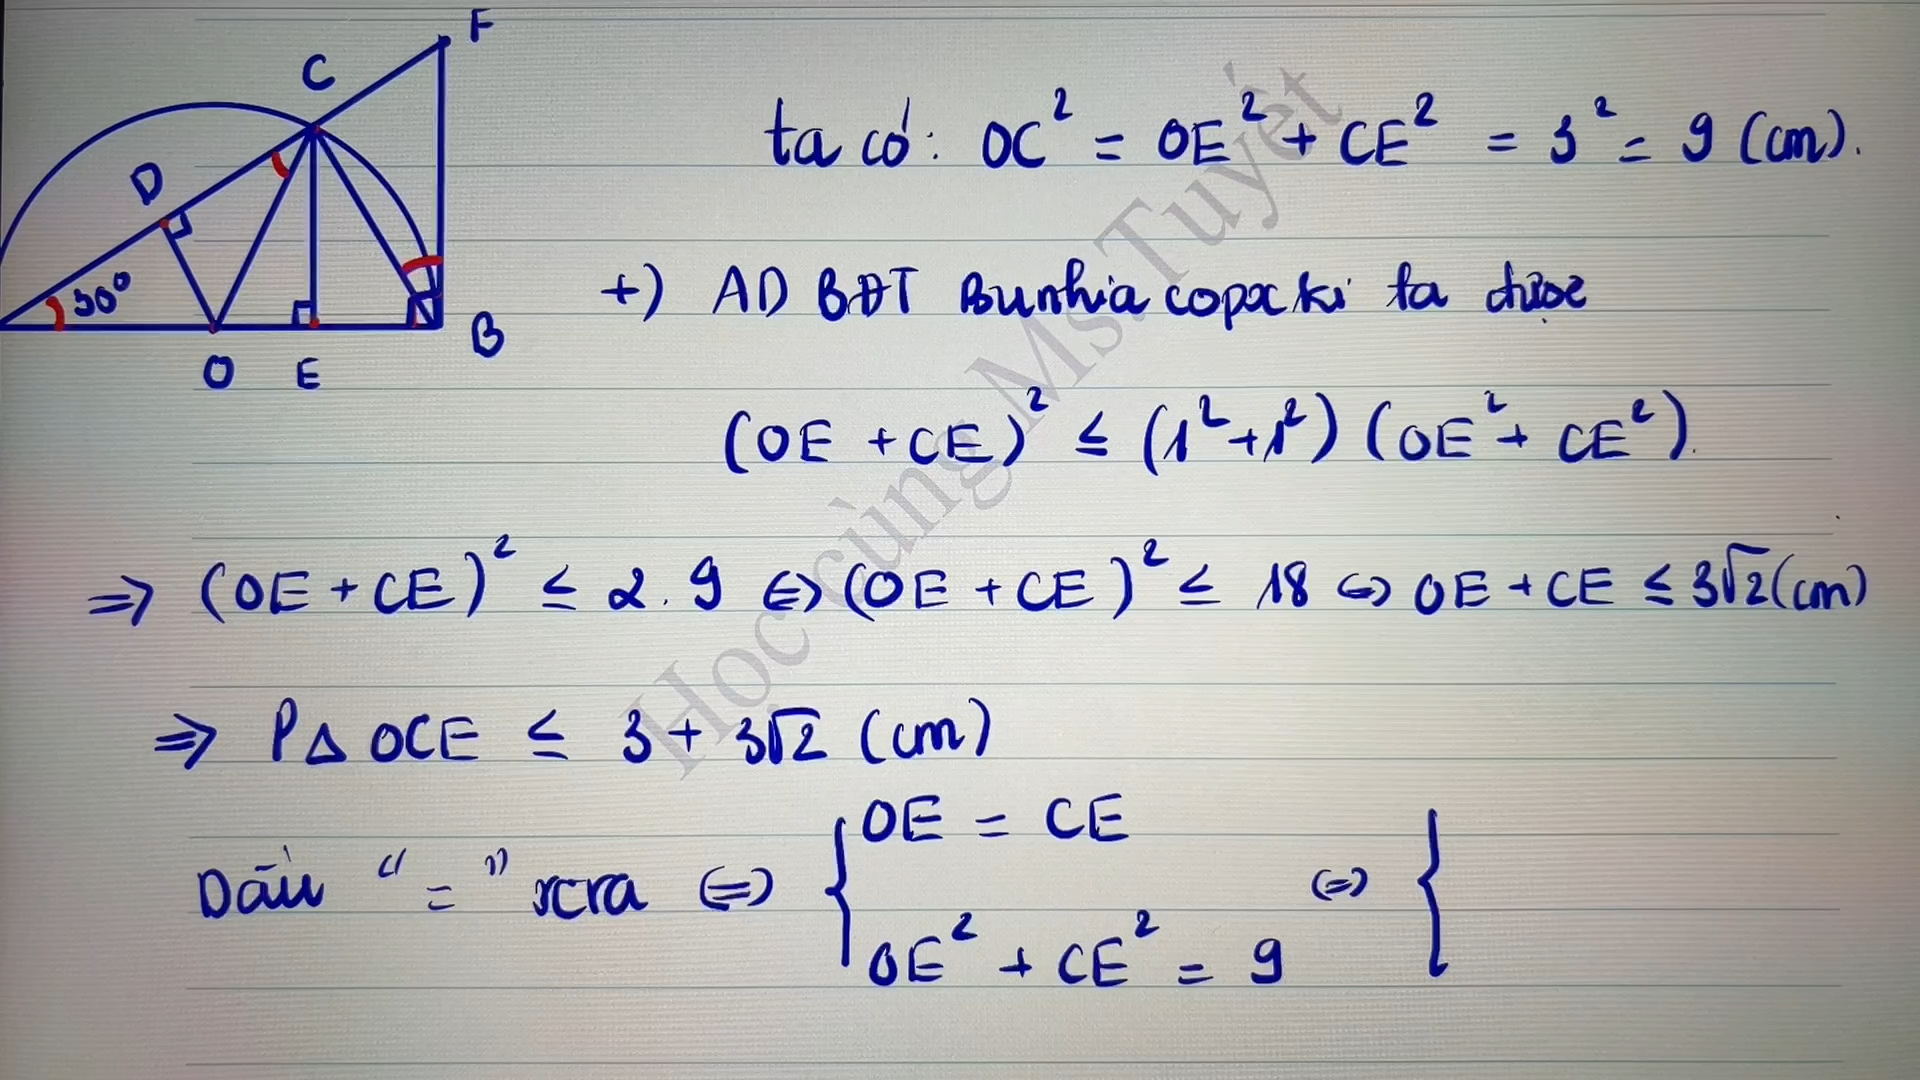 F
C
D
30°
O
E
B
ta có: OC² = OE² + CE² = 3² = 9 (cm).
+) AD BĐT Bunhia copacki ta được
(OE + CE)² ≤ (1² + 1²) (OE² + CE²).
⇒ (OE + CE)² ≤ 2.9 ⇔ (OE + CE)² ≤ 18 ⇔ OE + CE ≤ 3√2 (cm)
⇒ P∆ OCE ≤ 3 + 3√2 (cm)
Dấu " = " xra ⇔ { OE = CE
OE² + CE² = 9 ⇔ {
Học cùng Ms.Tuyết